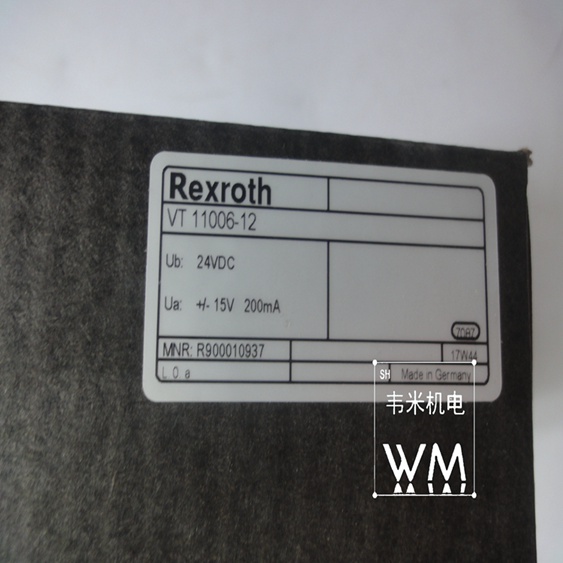 Rexroth
VT 11006-12
Ub: 24VDC
Ua: +/- 15V 200mA
7087
MNR: R900010937
17W44
L. 0. a
SH
Made in Germany
韦米机电
WM